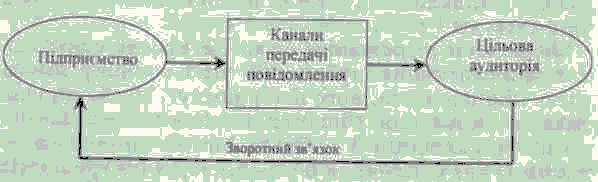 Підприємство
Канали
передачі
повідомлення
Цільова
аудиторія
Зворотний зв'язок